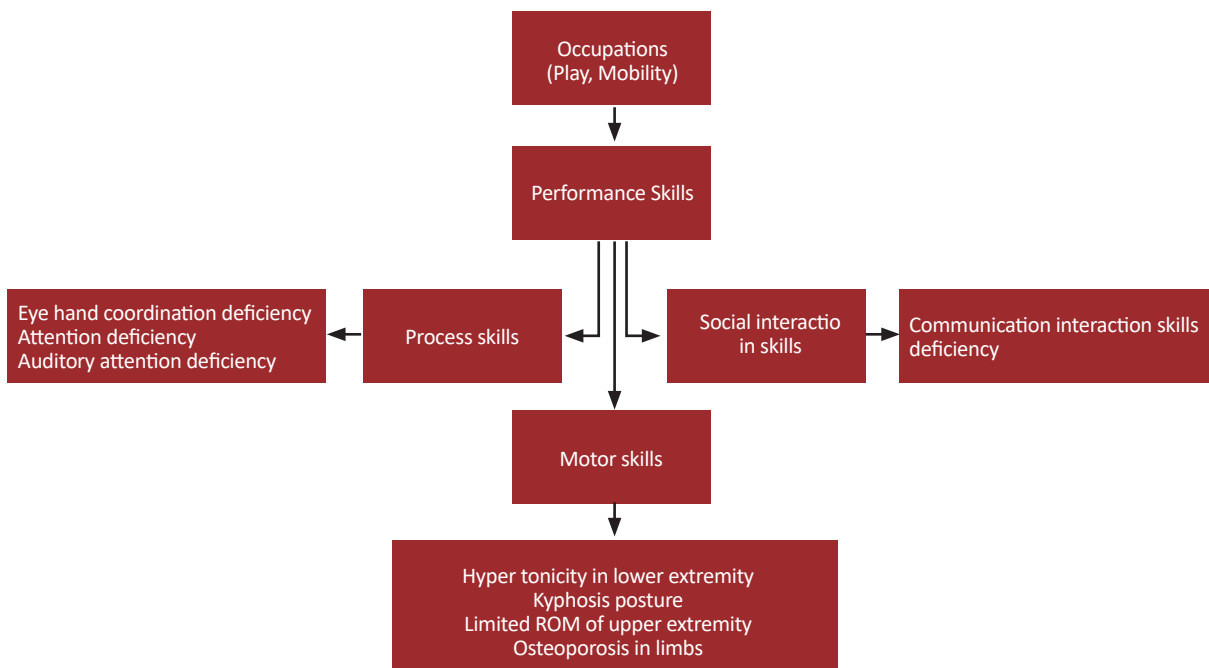 Occupations
(Play, Mobility)
Performance Skills
Eye hand coordination deficiency
Attention deficiency
Auditory attention deficiency
Process skills
Social interactio
in skills
Communication interaction skills
deficiency
Motor skills
Hyper tonicity in lower extremity
Kyphosis posture
Limited ROM of upper extremity
Osteoporosis in limbs